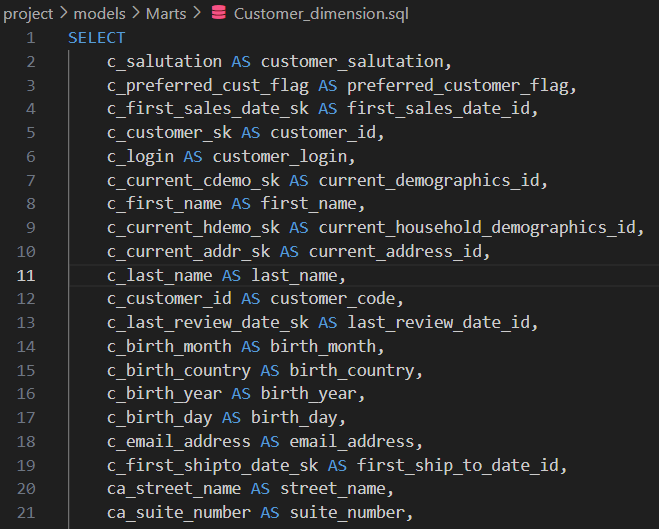 project > models > Marts > Customer_dimension.sql
1 SELECT
2 c_salutation AS customer_salutation,
3 c_preferred_cust_flag AS preferred_customer_flag,
4 c_first_sales_date_sk AS first_sales_date_id,
5 c_customer_sk AS customer_id,
6 c_login AS customer_login,
7 c_current_cdemo_sk AS current_demographics_id,
8 c_first_name AS first_name,
9 c_current_hdemo_sk AS current_household_demographics_id,
10 c_current_addr_sk AS current_address_id,
11 c_last_name AS last_name,
12 c_customer_id AS customer_code,
13 c_last_review_date_sk AS last_review_date_id,
14 c_birth_month AS birth_month,
15 c_birth_country AS birth_country,
16 c_birth_year AS birth_year,
17 c_birth_day AS birth_day,
18 c_email_address AS email_address,
19 c_first_shipto_date_sk AS first_ship_to_date_id,
20 ca_street_name AS street_name,
21 ca_suite_number AS suite_number,